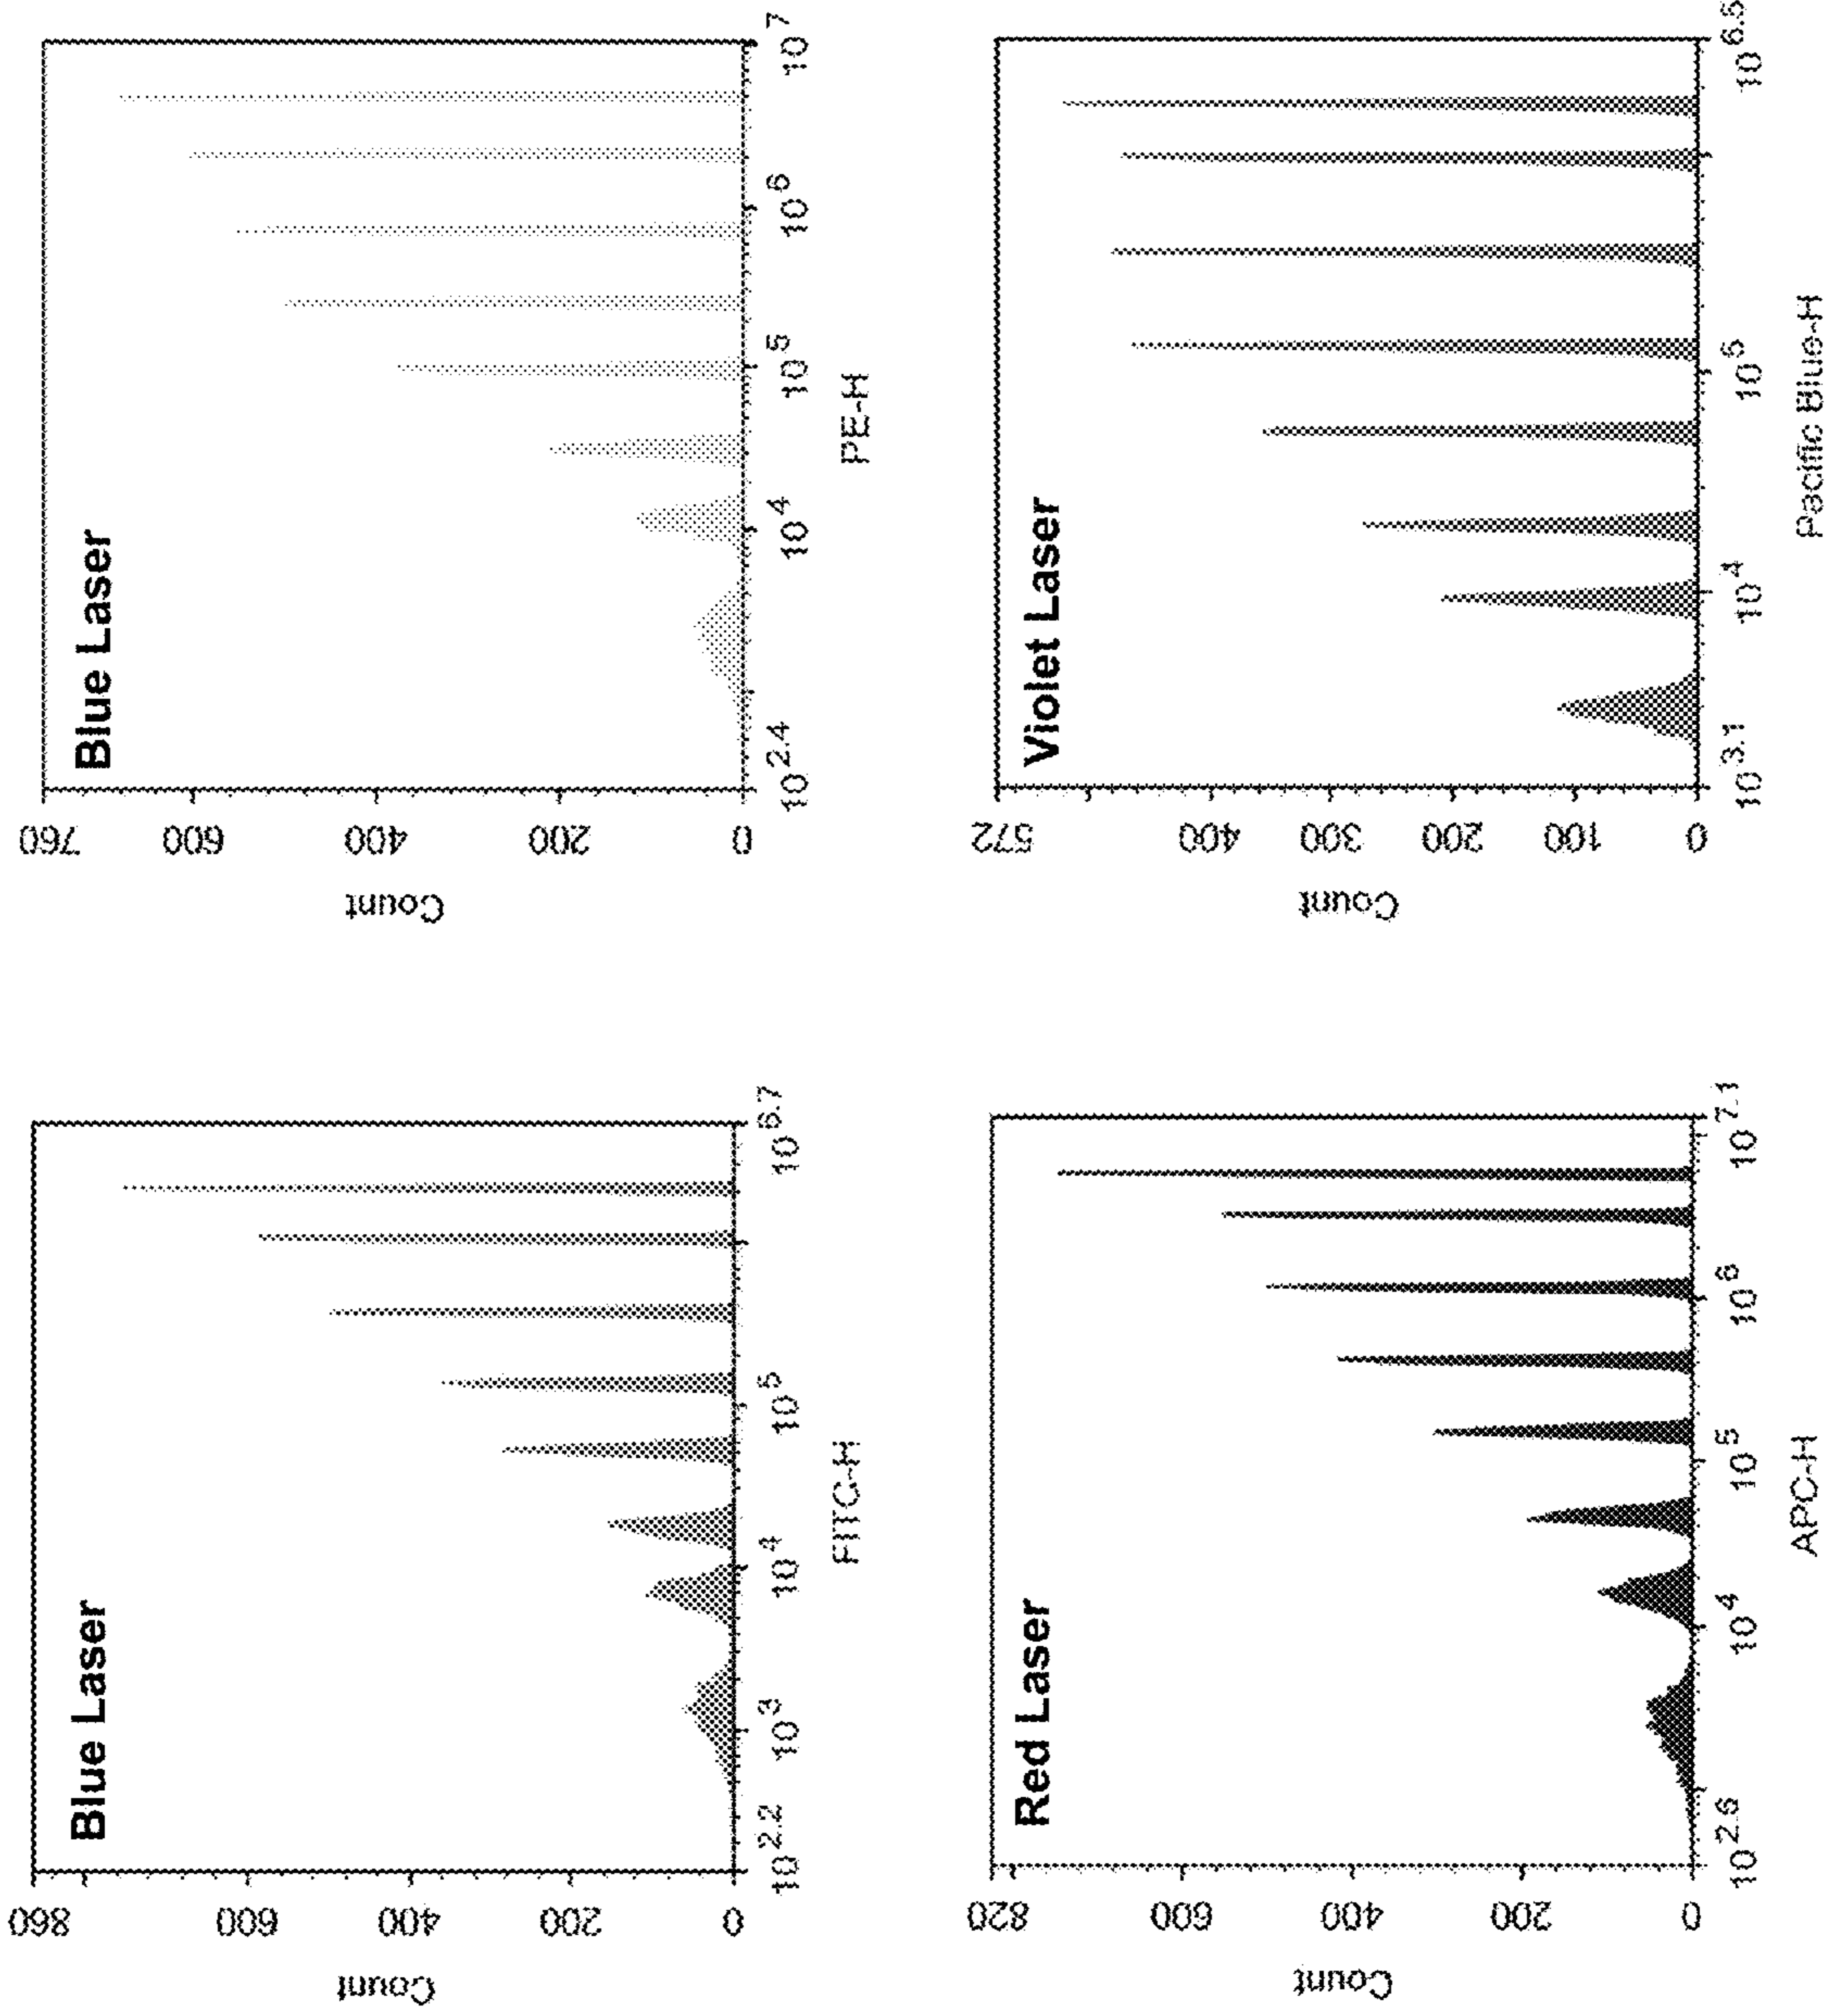 Blue Laser
Count
860
600
400
200
0
10^2.2 10^3 10^4 10^5 10^6.7
FITC-H
Blue Laser
Count
760
600
400
200
0
10^2.4 10^4 10^5 10^6 10^7
PE-H
Red Laser
Count
820
600
400
200
0
10^2.6 10^4 10^5 10^6 10^7.1
APC-H
Violet Laser
Count
572
400
300
200
100
0
10^3.1 10^4 10^5 10^6.5
Pacific Blue-H